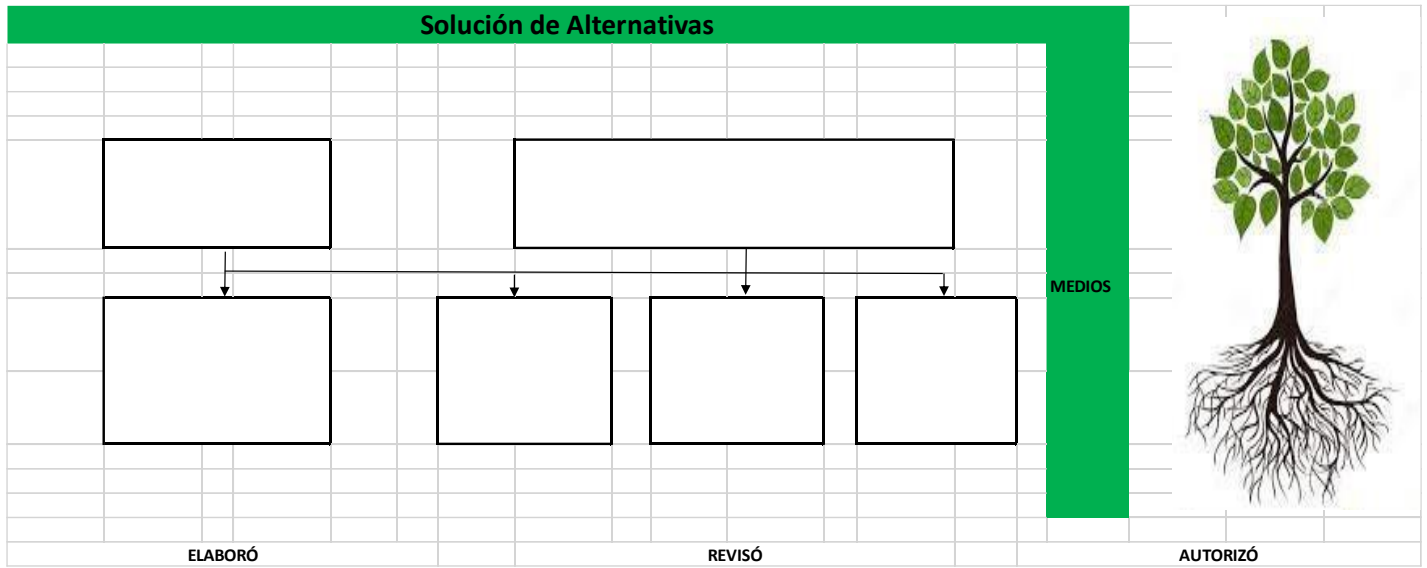 Solución de Alternativas
MEDIOS
ELABORÓ
REVISÓ
AUTORIZÓ